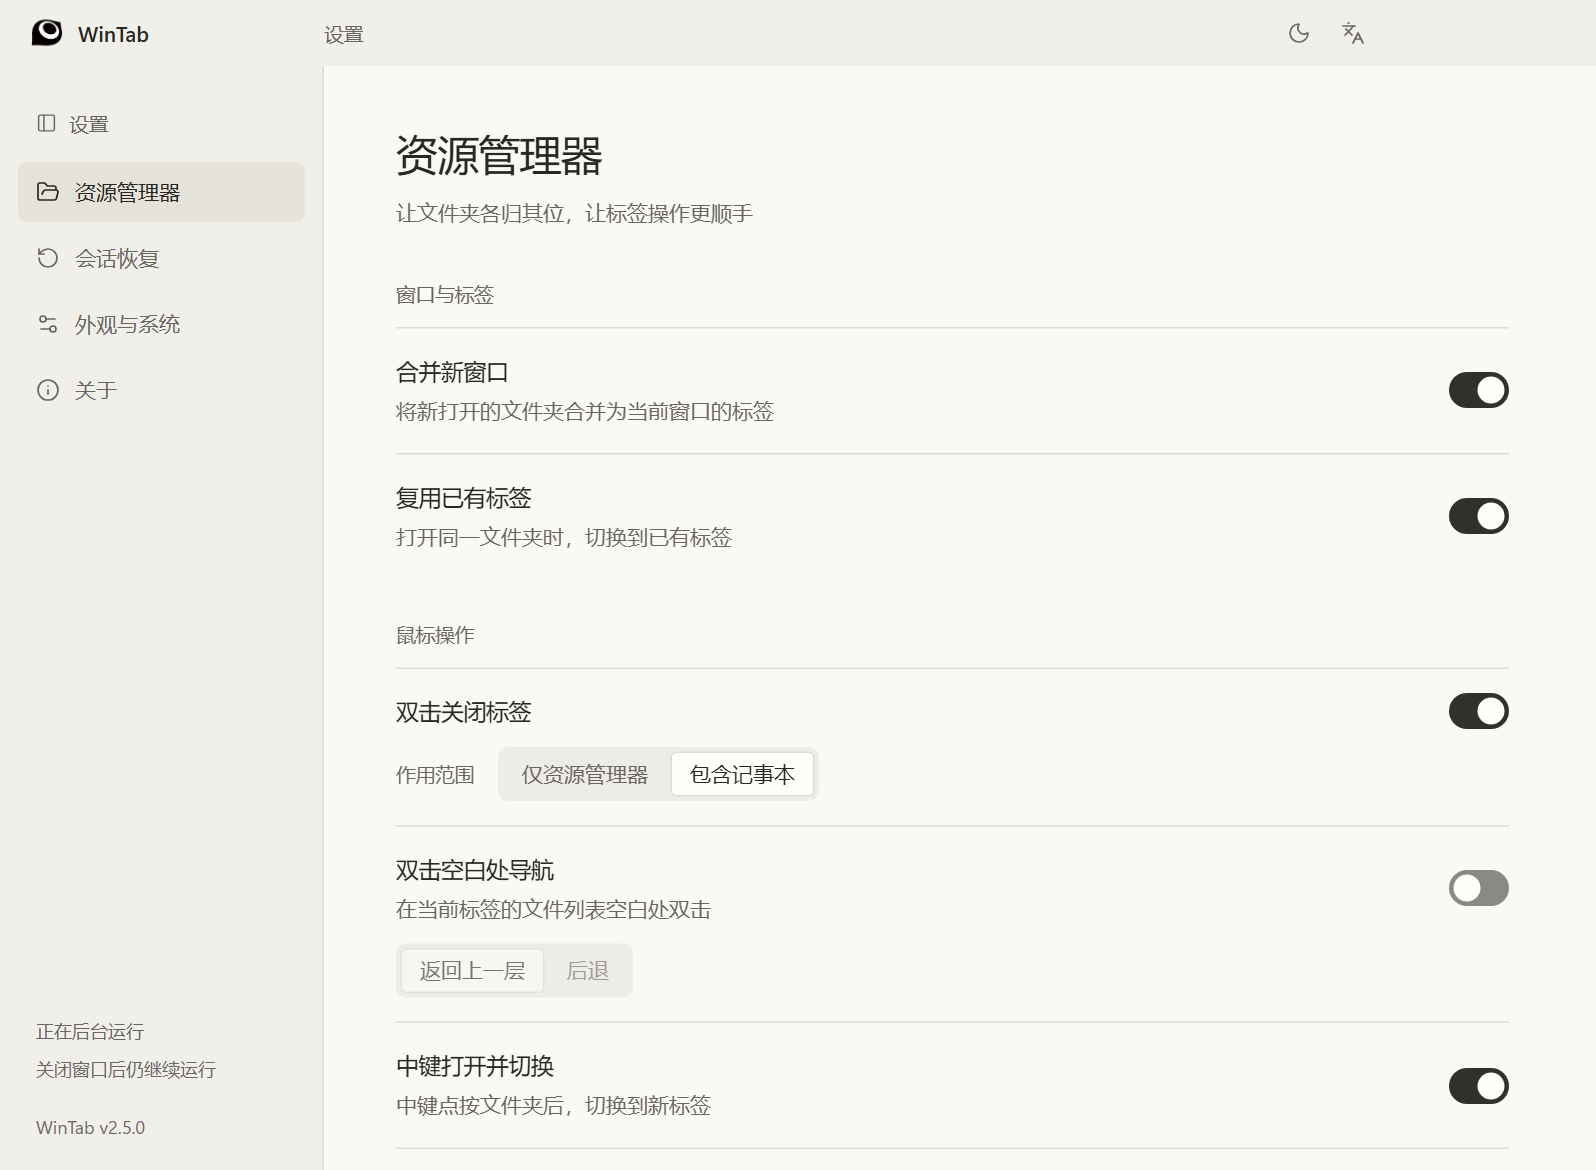 WinTab
设置
设置
资源管理器
会话恢复
外观与系统
关于
正在后台运行
关闭窗口后仍继续运行
WinTab v2.5.0
资源管理器
让文件夹各归其位，让标签操作更顺手
窗口与标签
合并新窗口
将新打开的文件夹合并为当前窗口的标签
复用已有标签
打开同一文件夹时，切换到已有标签
鼠标操作
双击关闭标签
作用范围 仅资源管理器 包含记事本
双击空白处导航
在当前标签的文件列表空白处双击
返回上一层 后退
中键打开并切换
中键点按文件夹后，切换到新标签